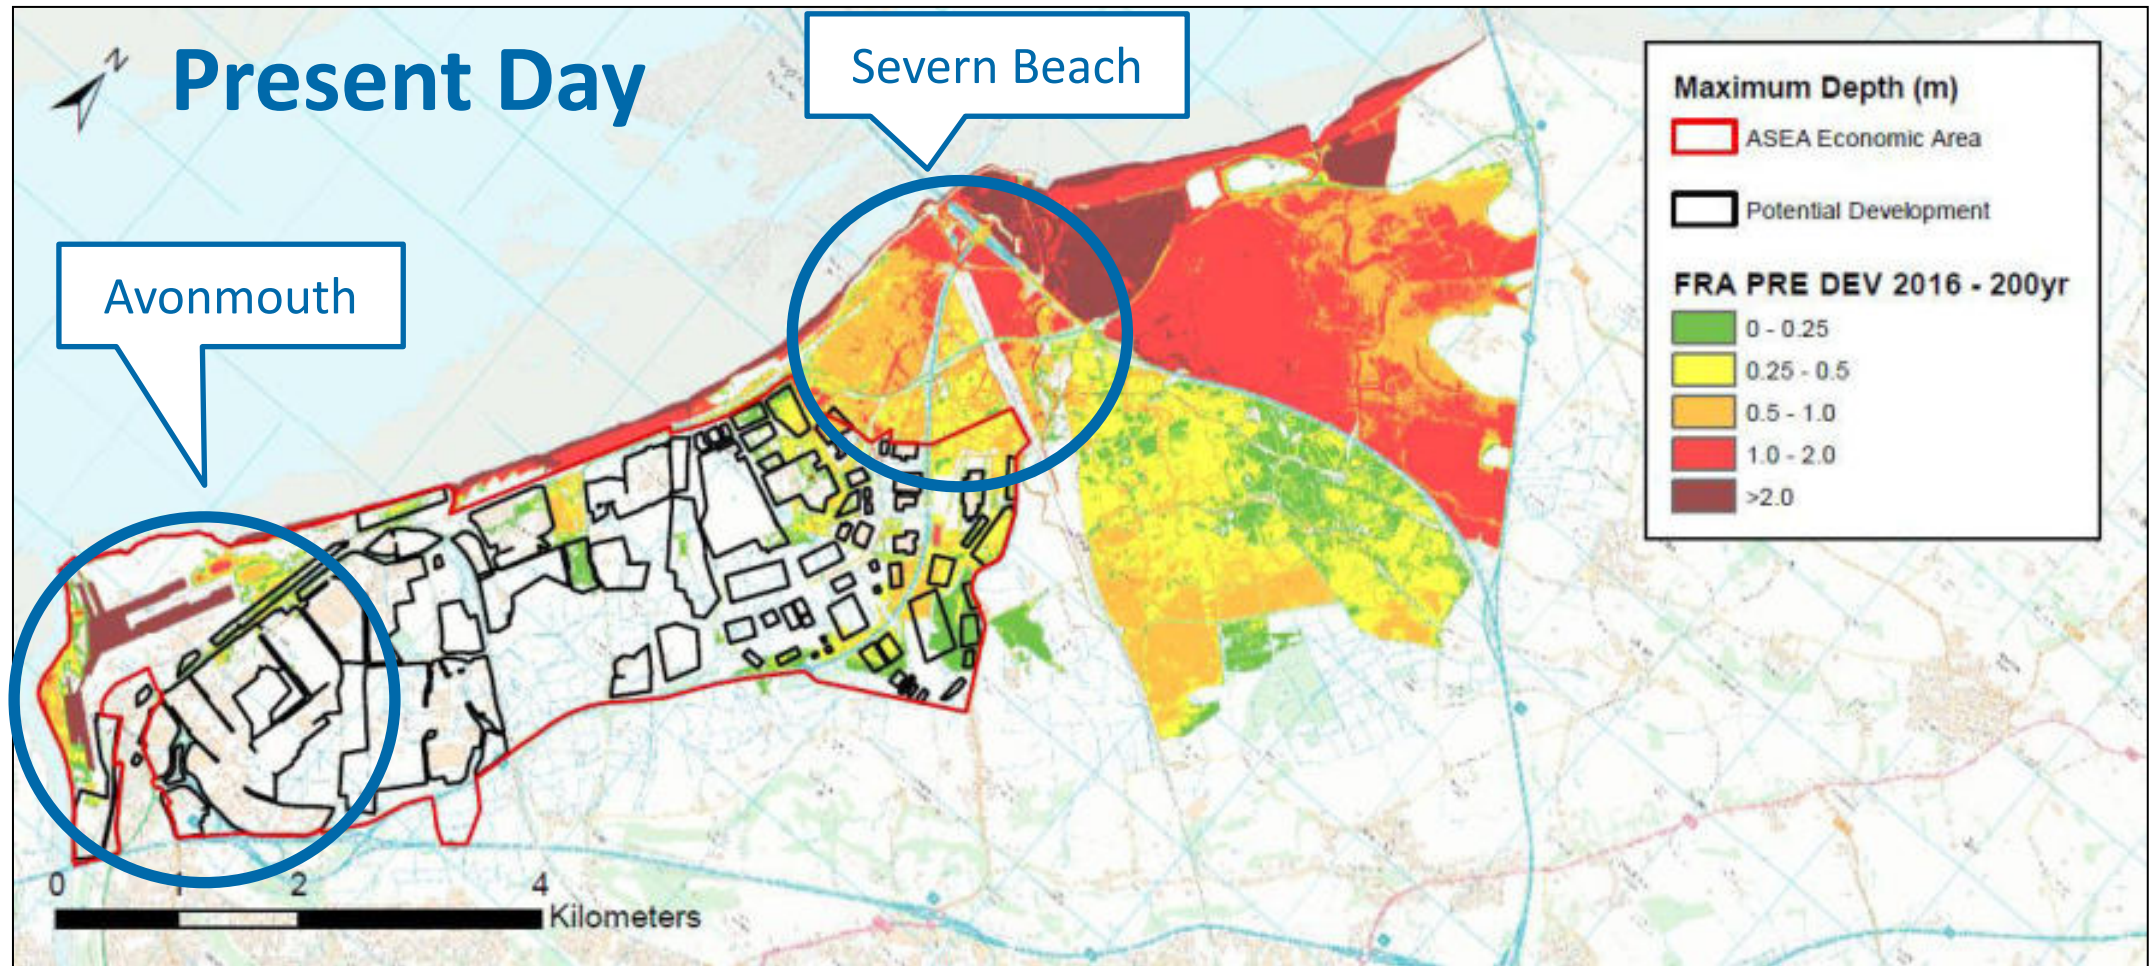 N
Present Day
Severn Beach
Avonmouth
Maximum Depth (m)
ASEA Economic Area
Potential Development
FRA PRE DEV 2016 - 200yr
0 - 0.25
0.25 - 0.5
0.5 - 1.0
1.0 - 2.0
>2.0
0 1 2 4
Kilometers